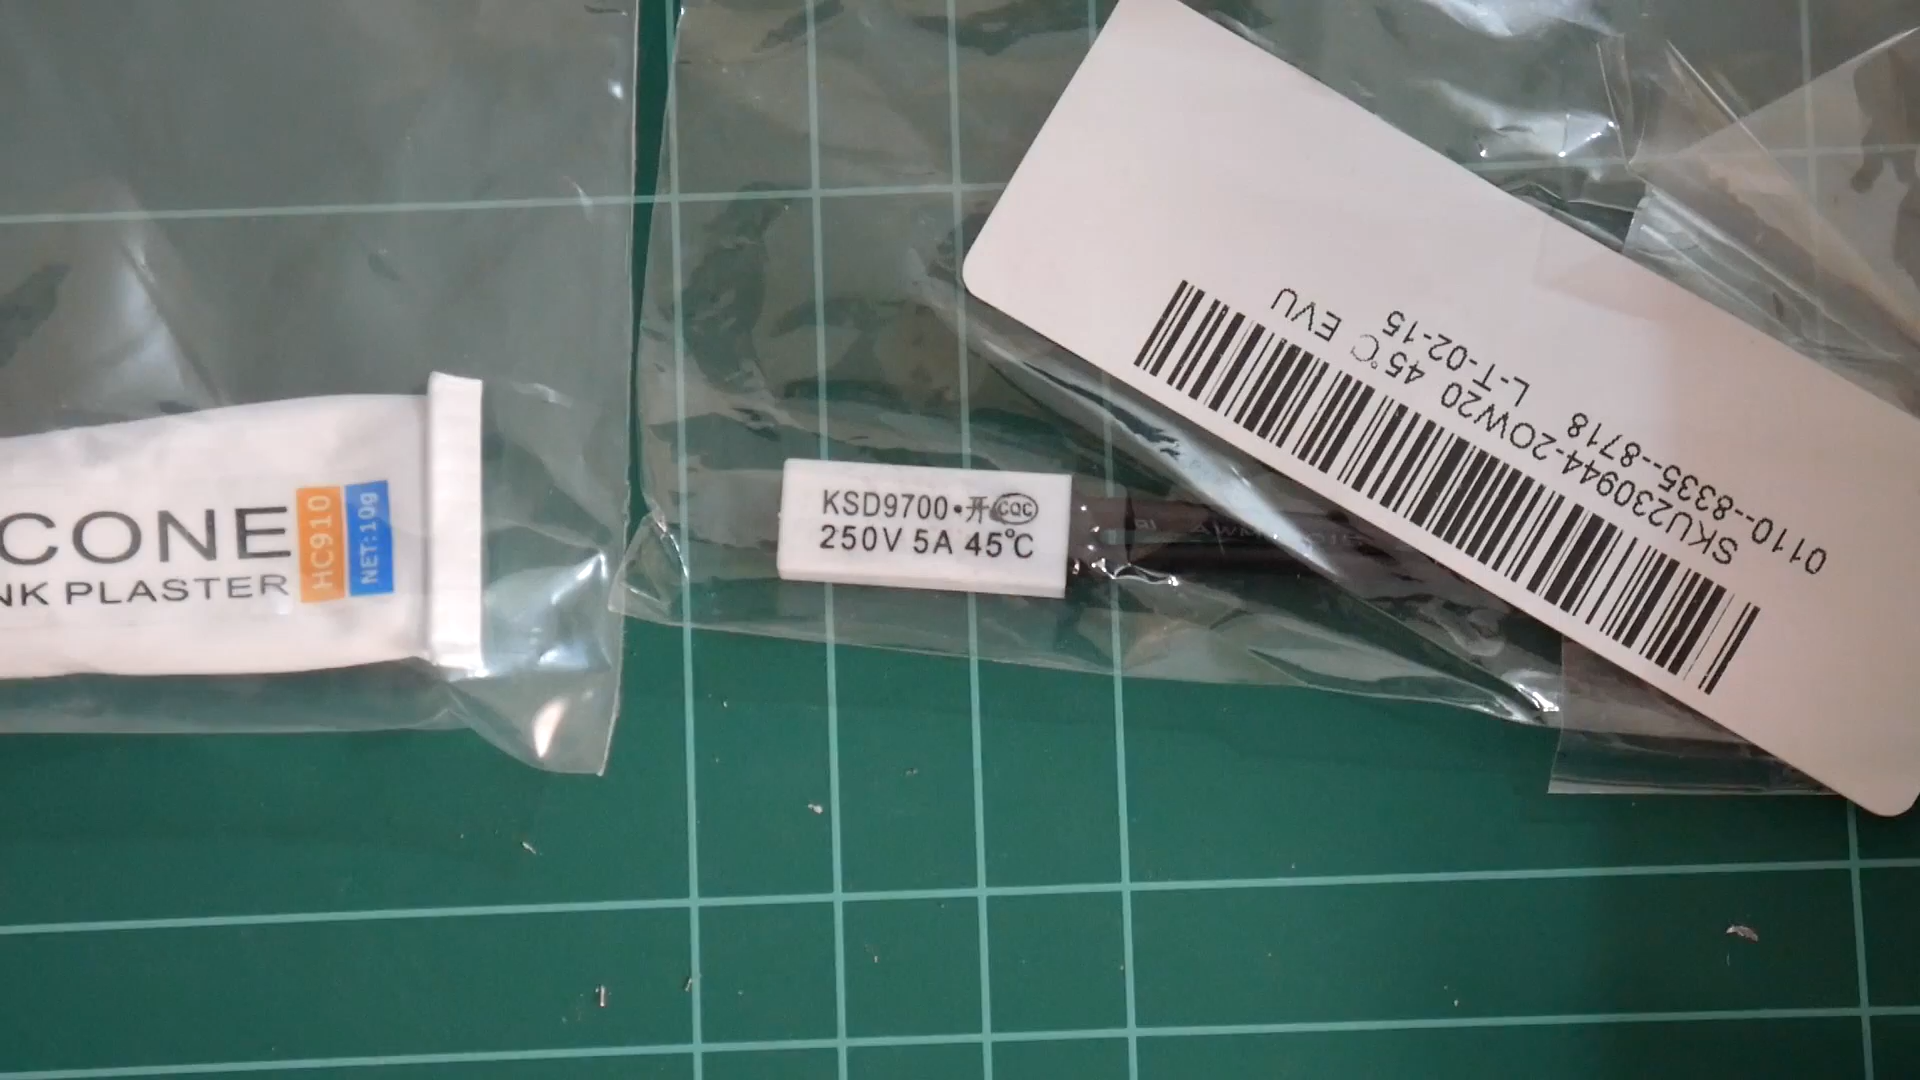 CONE
NK PLASTER
HC910
NET:10g
KSD9700•开 CQC
250V 5A 45℃
SKU230944-20W20 45℃ EVU
0110--8335--8718 L-T-02-15